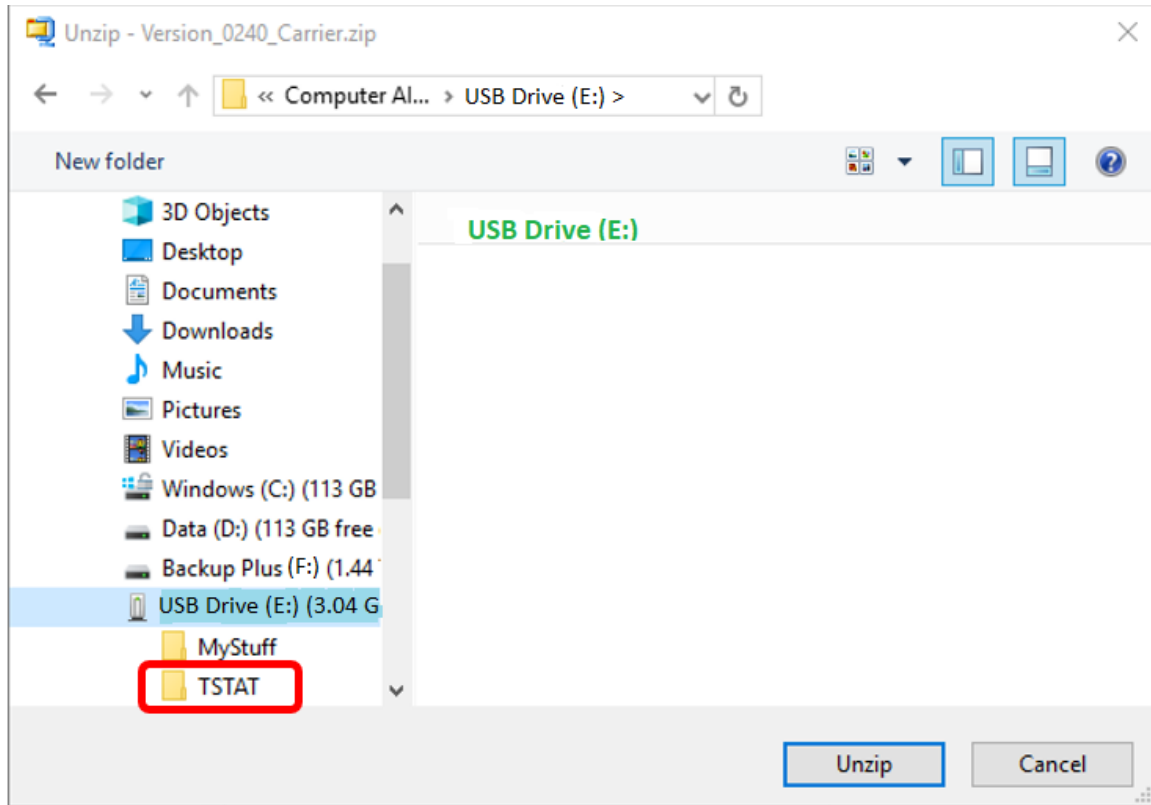 Unzip - Version_0240_Carrier.zip
« Computer Al... > USB Drive (E:) >
New folder
3D Objects
USB Drive (E:)
Desktop
Documents
Downloads
Music
Pictures
Videos
Windows (C:) (113 GB
Data (D:) (113 GB free
Backup Plus (F:) (1.44
USB Drive (E:) (3.04 G
MyStuff
TSTAT
Unzip
Cancel